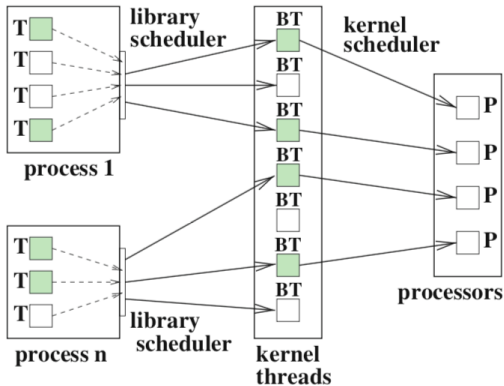 T
T
T
T
process 1
library
scheduler
BT
BT
BT
BT
BT
BT
BT
kernel
scheduler
P
P
P
P
processors
T
T
T
process n
library
scheduler
kernel
threads